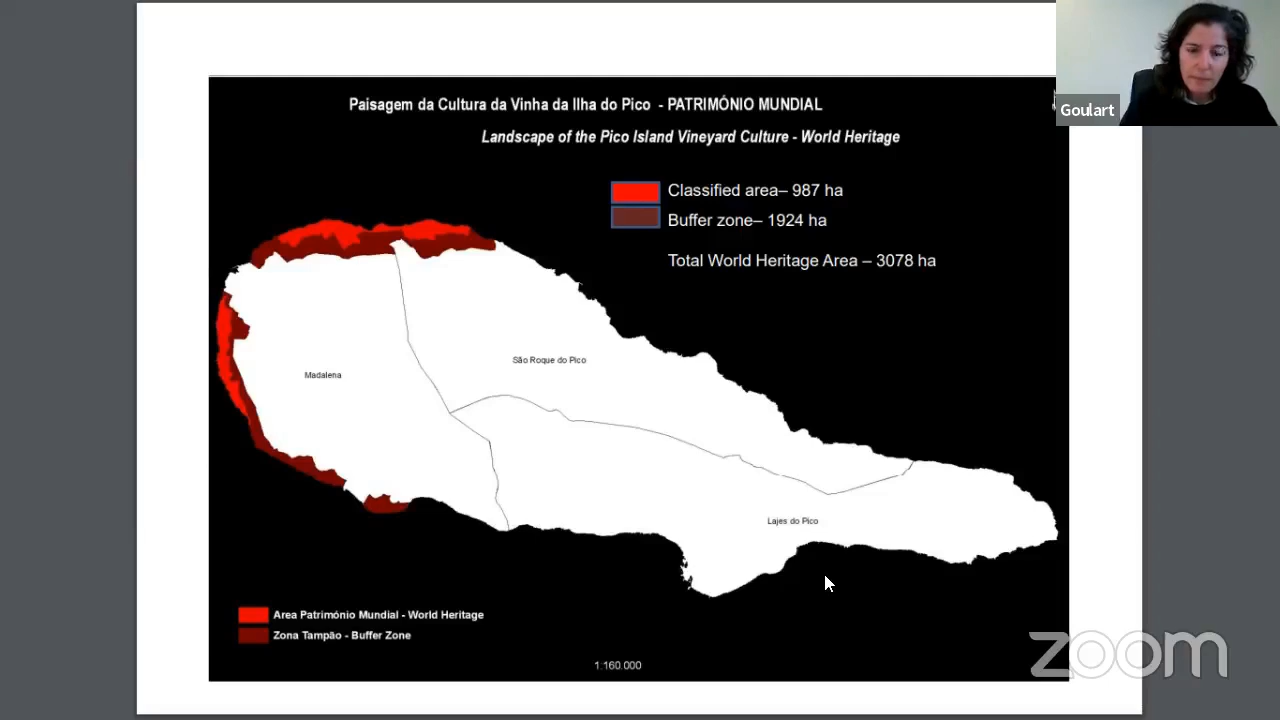 Paisagem da Cultura da Vinha da Ilha do Pico - PATRIMÓNIO MUNDIAL
Landscape of the Pico Island Vineyard Culture - World Heritage
Goulart
Classified area– 987 ha
Buffer zone– 1924 ha
Total World Heritage Area – 3078 ha
São Roque do Pico
Madalena
Lajes do Pico
Area Património Mundial - World Heritage
Zona Tampão - Buffer Zone
1:160.000
zoom